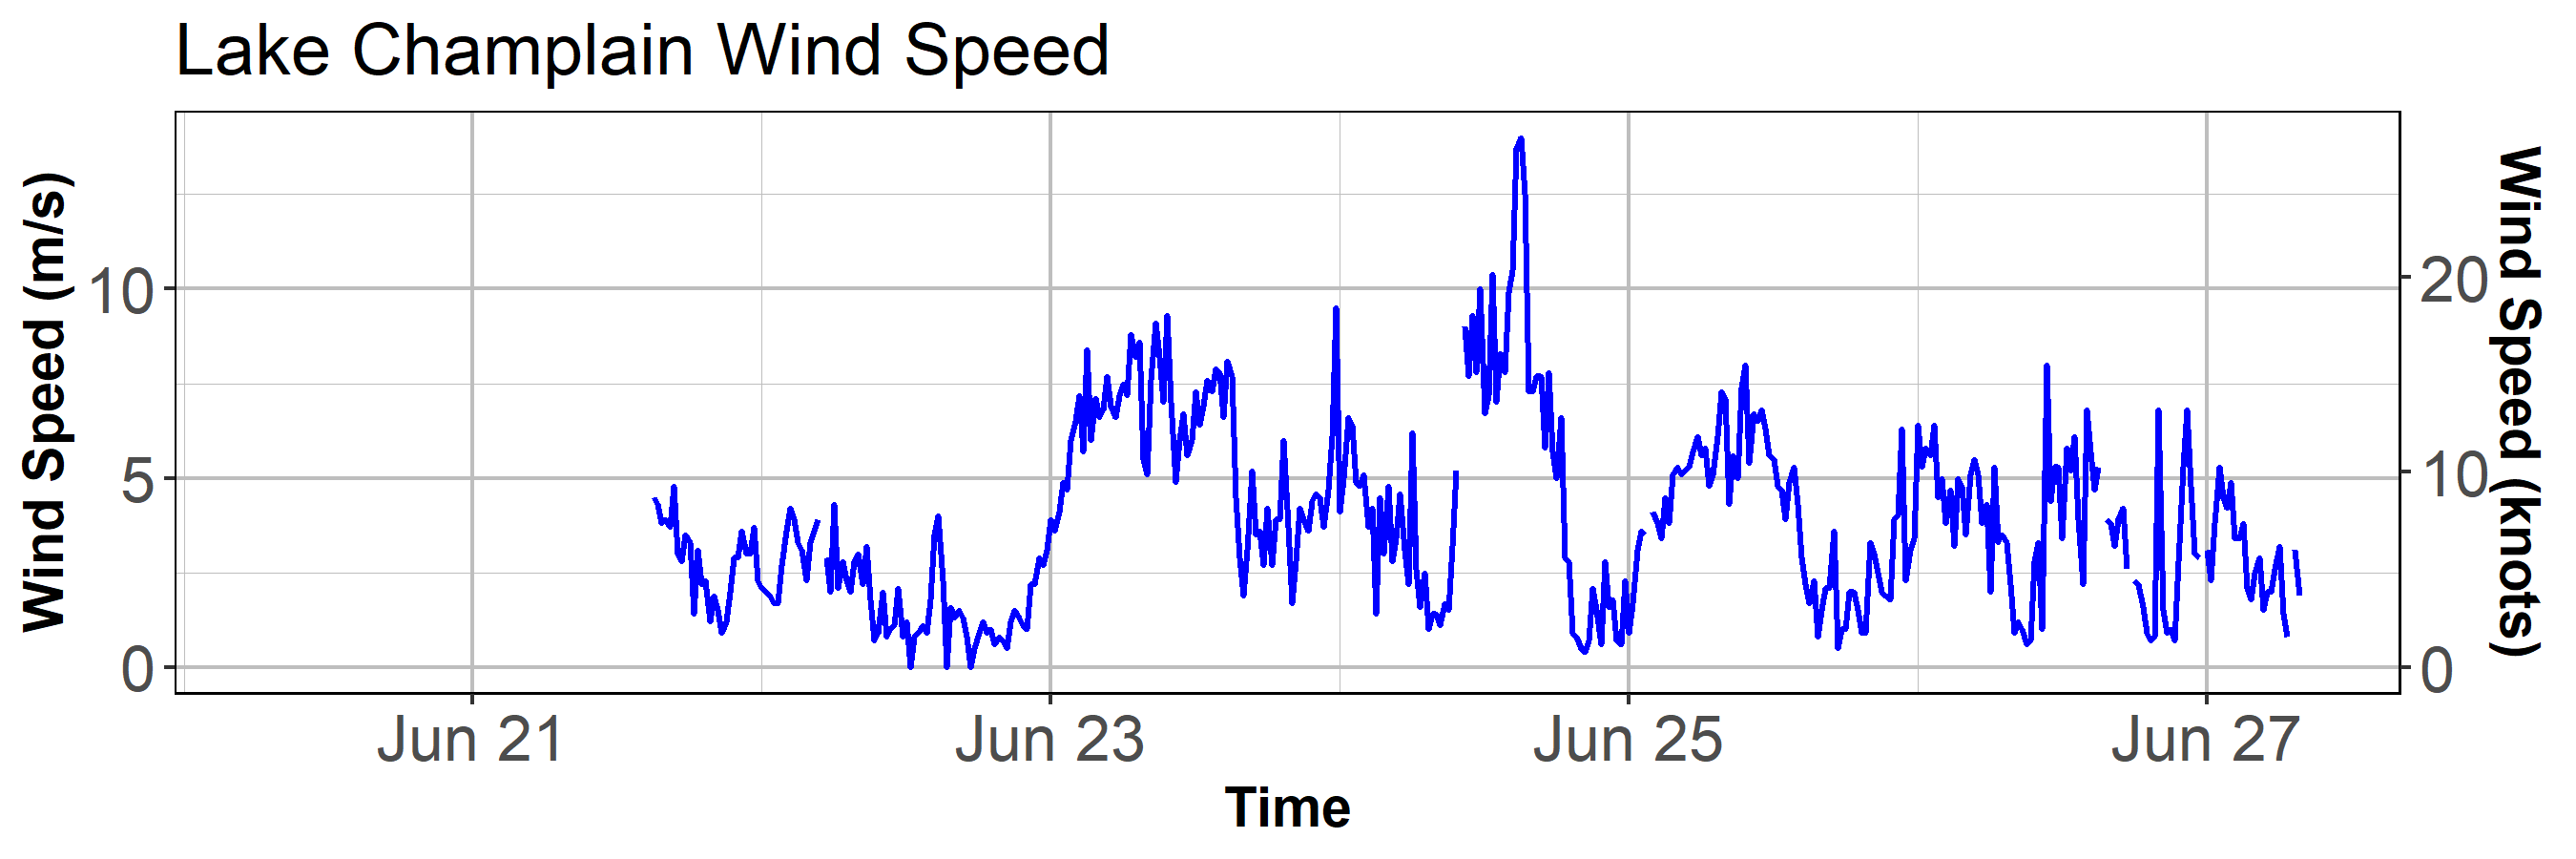 Lake Champlain Wind Speed
Wind Speed (m/s)
10
5
0
20
10
0
Wind Speed (knots)
Jun 21
Jun 23
Jun 25
Jun 27
Time